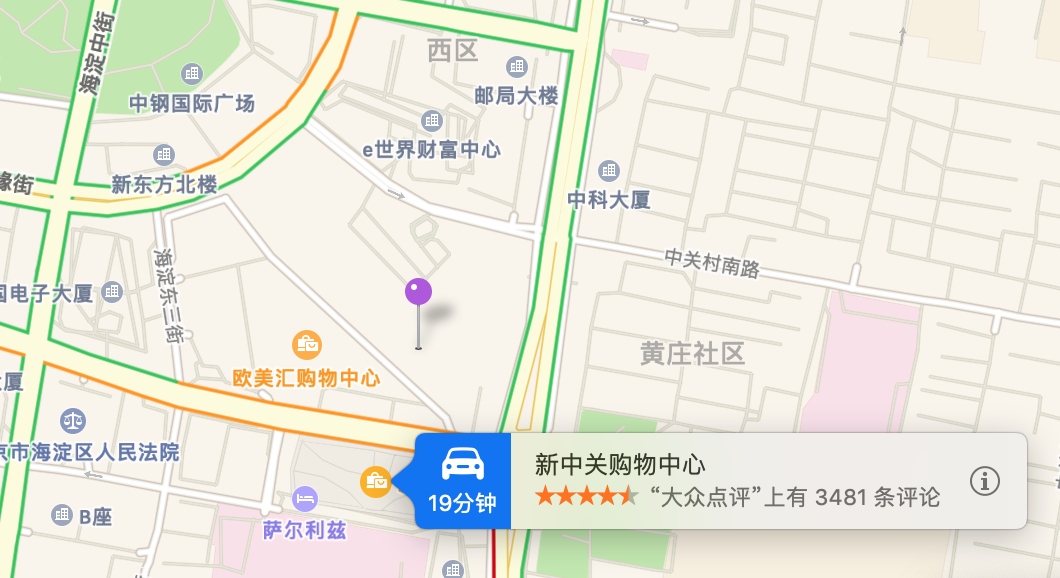 海淀中街
西区
中钢国际广场
邮局大楼
e世界财富中心
缘街
新东方北楼
中科大厦
海淀东三街
中关村南路
国电子大厦
黄庄社区
欧美汇购物中心
大厦
京市海淀区人民法院
新中关购物中心
19分钟
“大众点评”上有 3481 条评论
B座
萨尔利兹